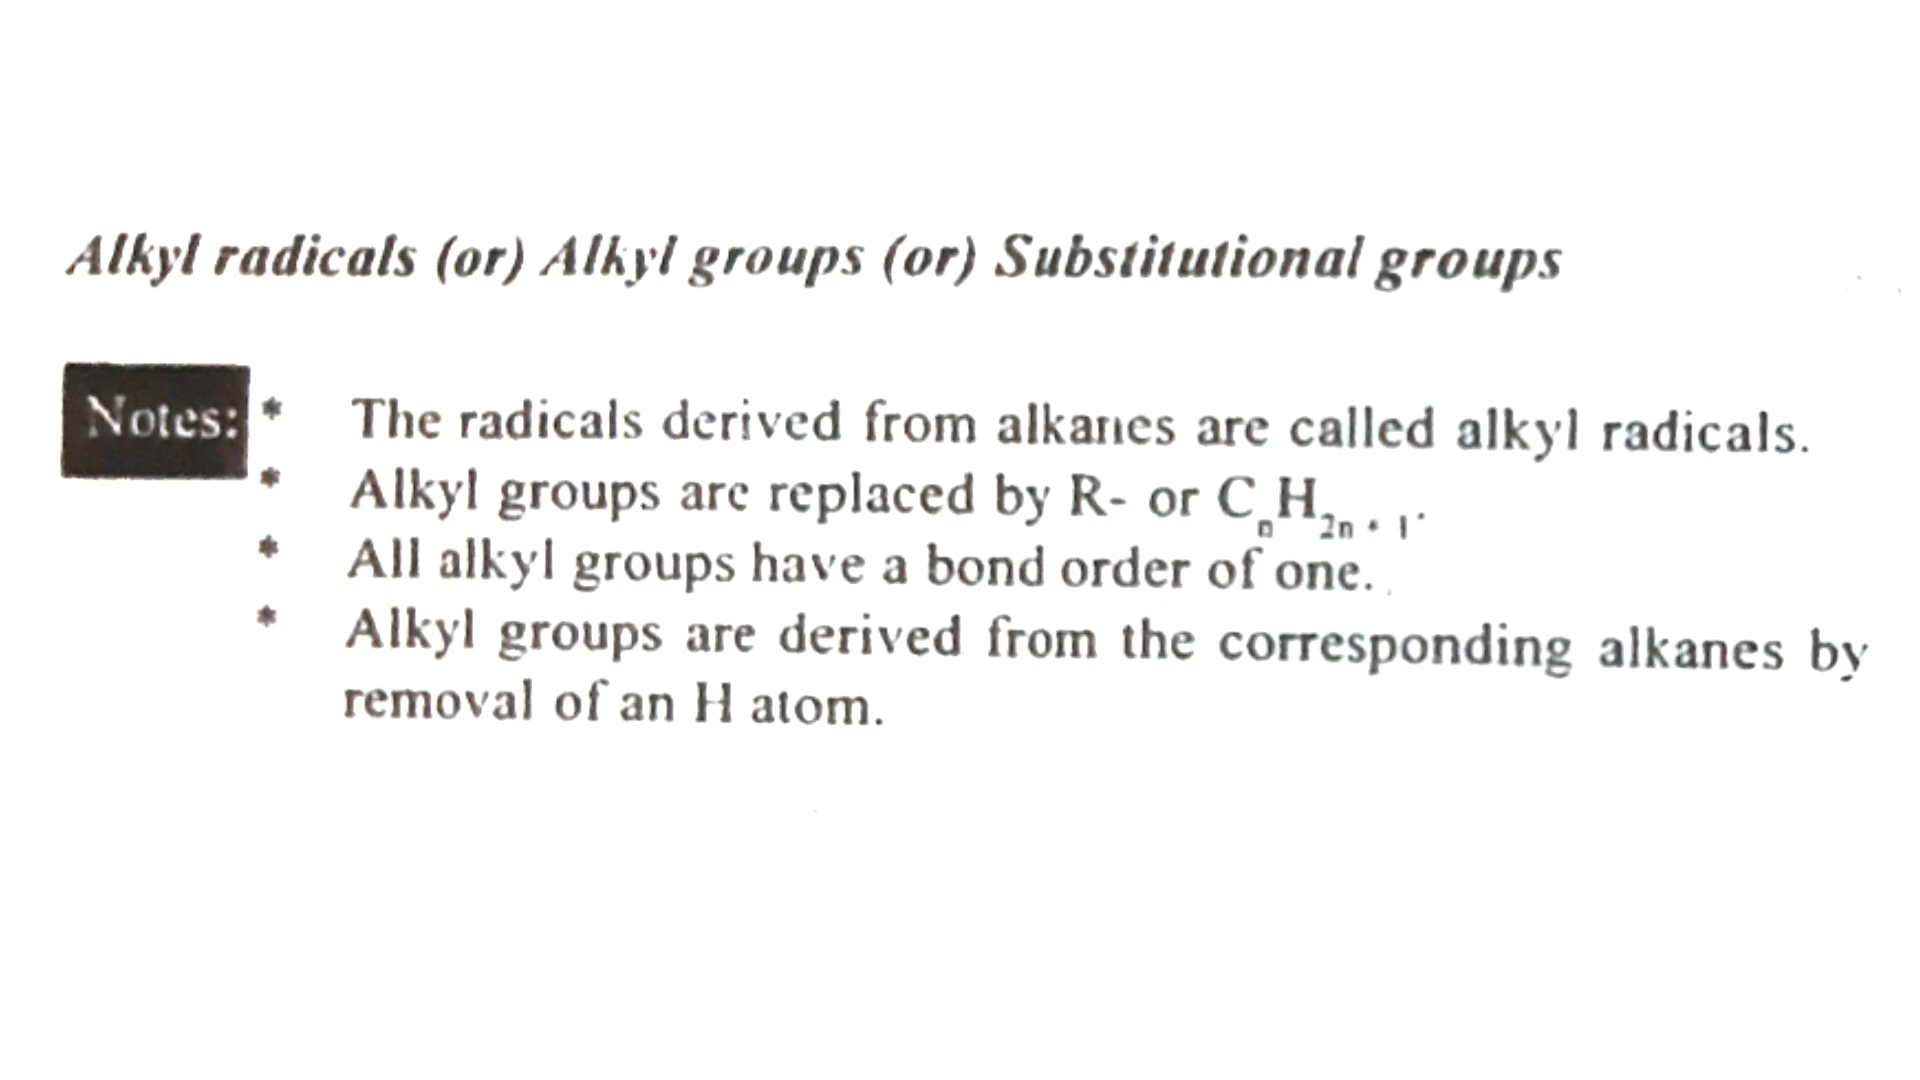 Alkyl radicals (or) Alkyl groups (or) Substitutional groups
Notes: * The radicals derived from alkanes are called alkyl radicals.
* Alkyl groups are replaced by R- or CₙH₂ₙ₊₁.
* All alkyl groups have a bond order of one.
* Alkyl groups are derived from the corresponding alkanes by
removal of an H atom.